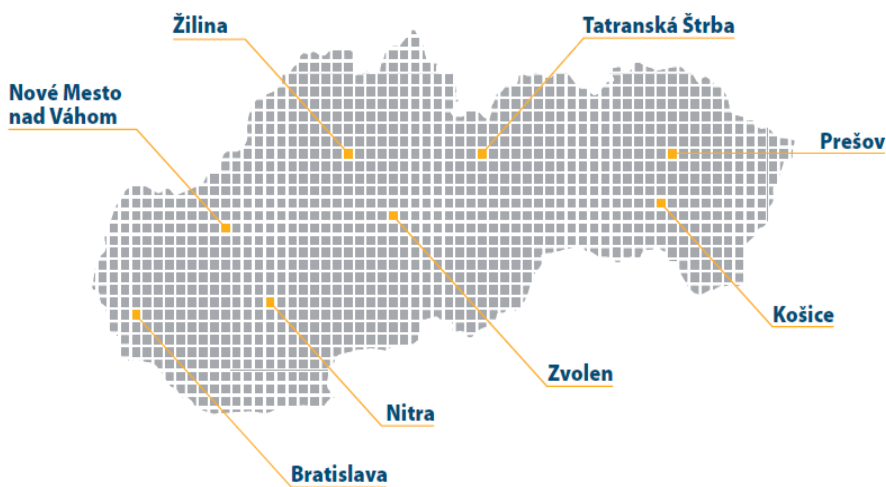 Žilina
Tatranská Štrba
Nové Mesto
nad Váhom
Prešov
Košice
Zvolen
Nitra
Bratislava